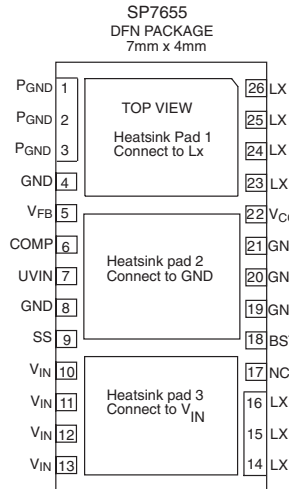 SP7655
DFN PACKAGE
7mm x 4mm
PGND 1
PGND 2
PGND 3
GND 4
VFB 5
COMP 6
UVIN 7
GND 8
SS 9
VIN 10
VIN 11
VIN 12
VIN 13
TOP VIEW
Heatsink Pad 1
Connect to Lx
Heatsink pad 2
Connect to GND
Heatsink pad 3
Connect to VIN
26 LX
25 LX
24 LX
23 LX
22
21
20
19
18
17 NC
16 LX
15 LX
14 LX